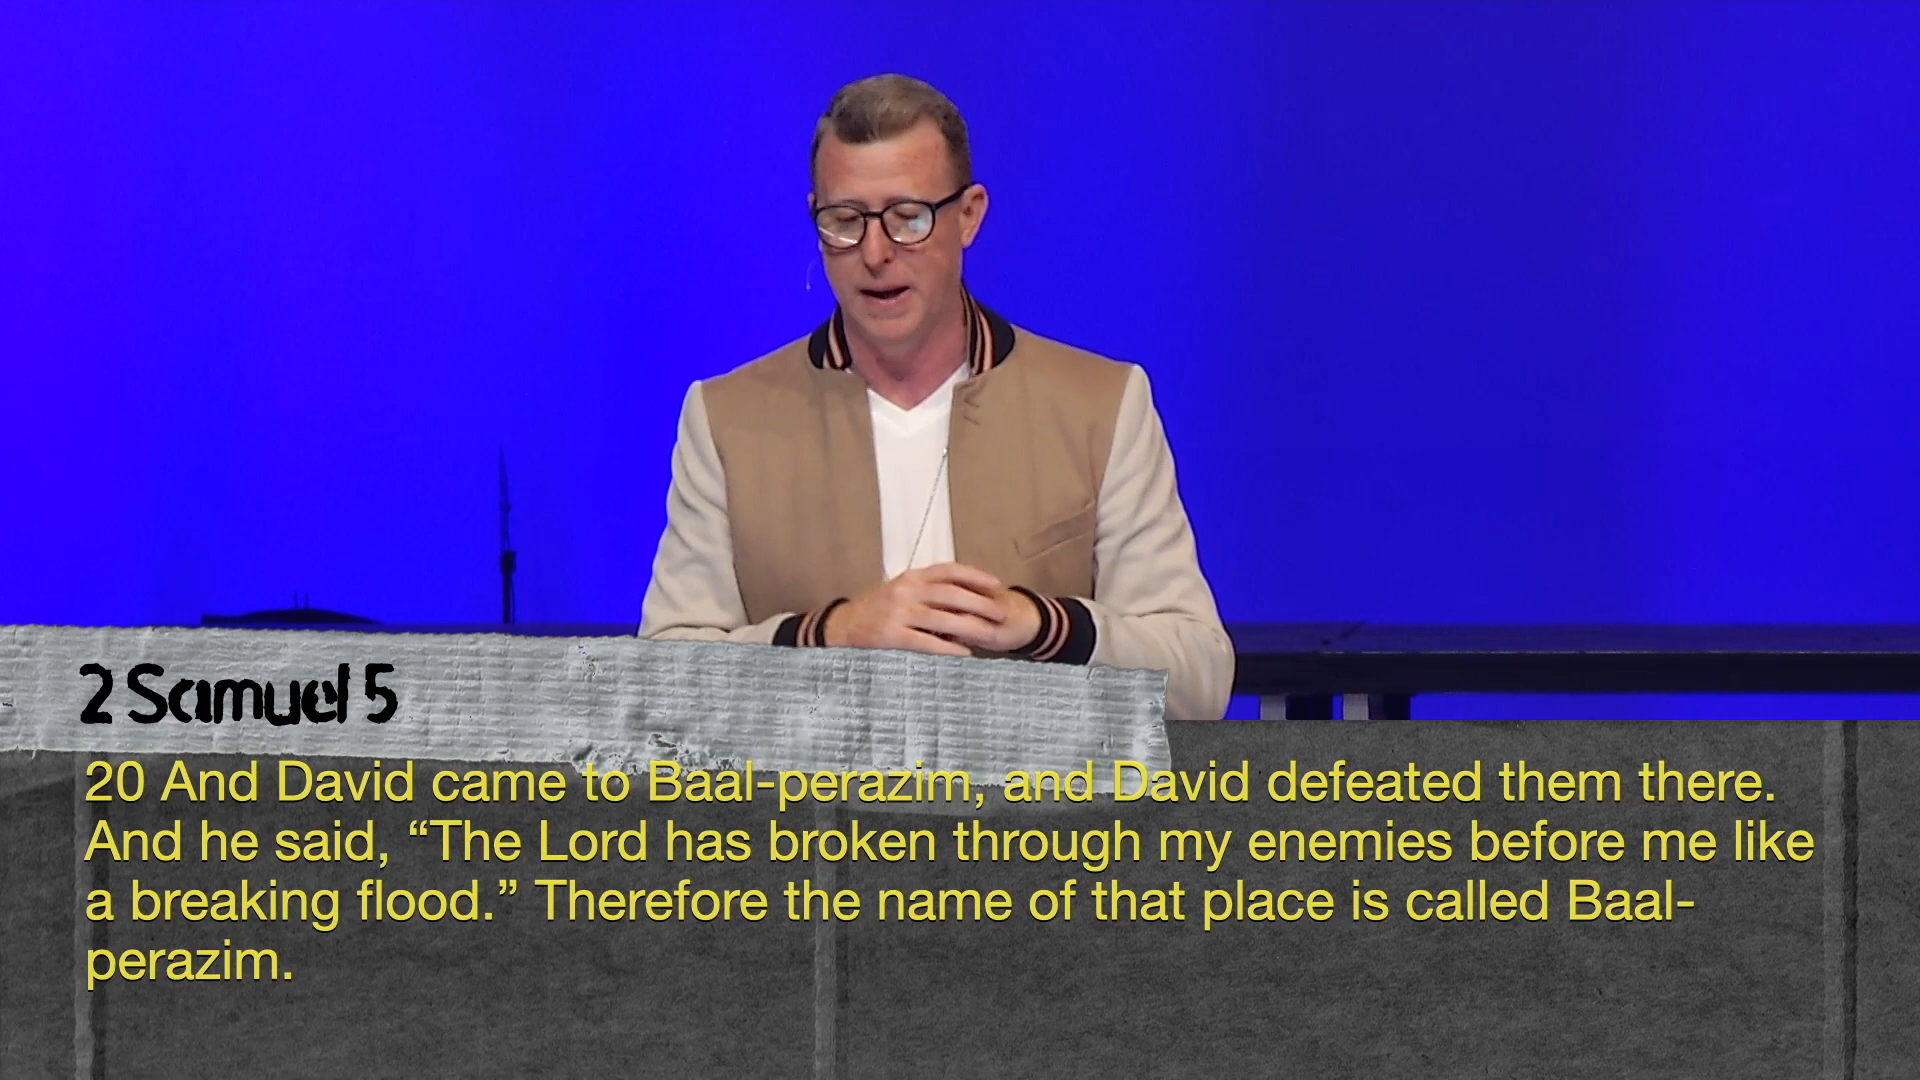 2 Samuel 5
20 And David came to Baal-perazim, and David defeated them there.
And he said, “The Lord has broken through my enemies before me like
a breaking flood.” Therefore the name of that place is called Baal-
perazim.